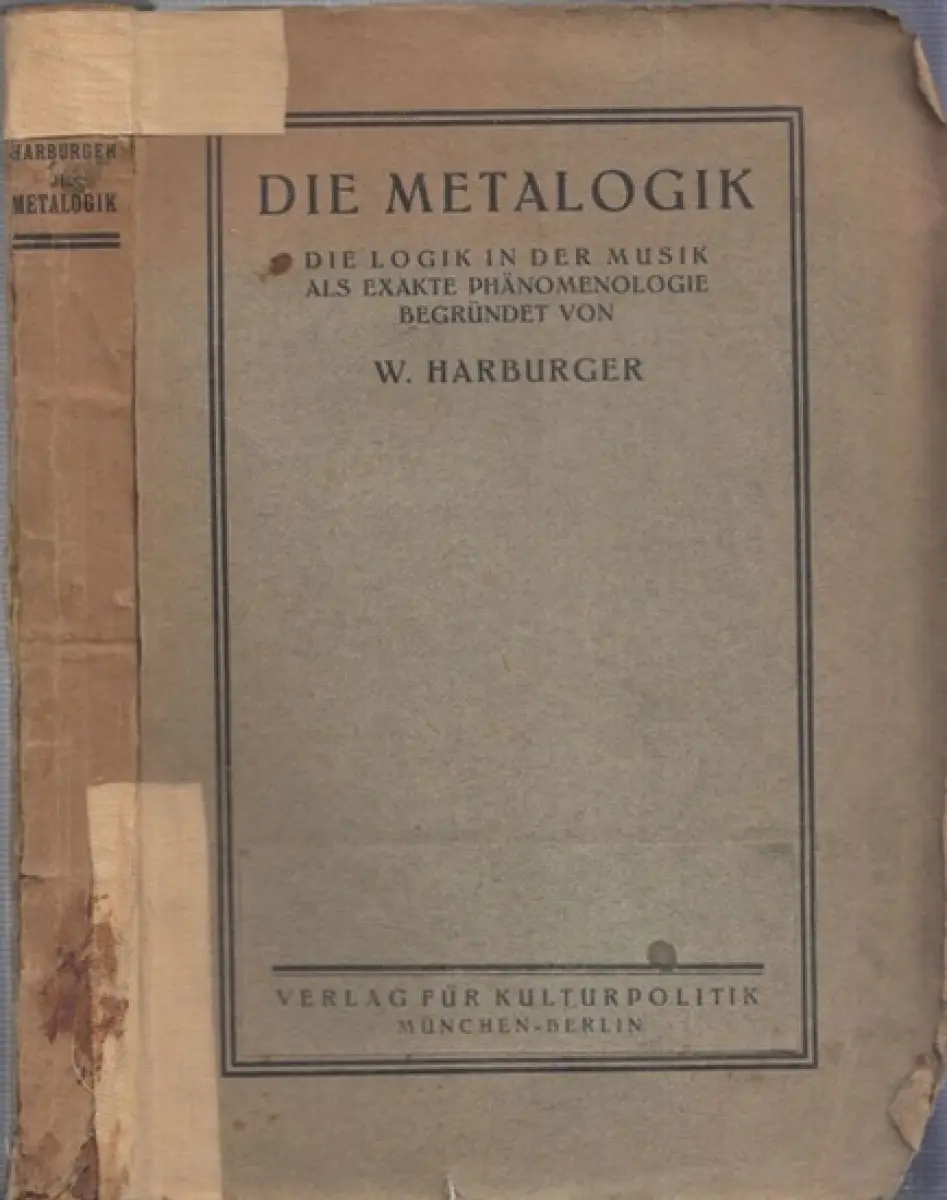 HARBURGER
METALOGIK
DIE METALOGIK
DIE LOGIK IN DER MUSIK
ALS EXAKTE PHÄNOMENOLOGIE
BEGRÜNDET VON
W. HARBURGER
VERLAG FÜR KULTURPOLITIK
MÜNCHEN-BERLIN